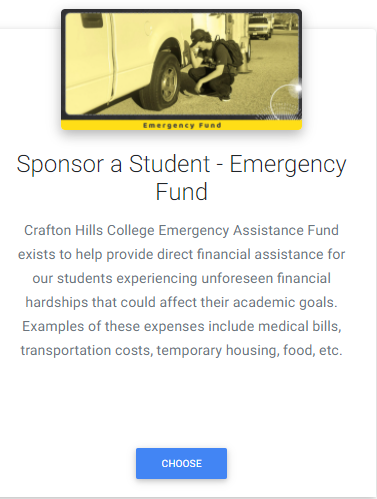 Emergency Fund
Sponsor a Student - Emergency
Fund
Crafton Hills College Emergency Assistance Fund
exists to help provide direct financial assistance for
our students experiencing unforeseen financial
hardships that could affect their academic goals.
Examples of these expenses include medical bills,
transportation costs, temporary housing, food, etc.
CHOOSE